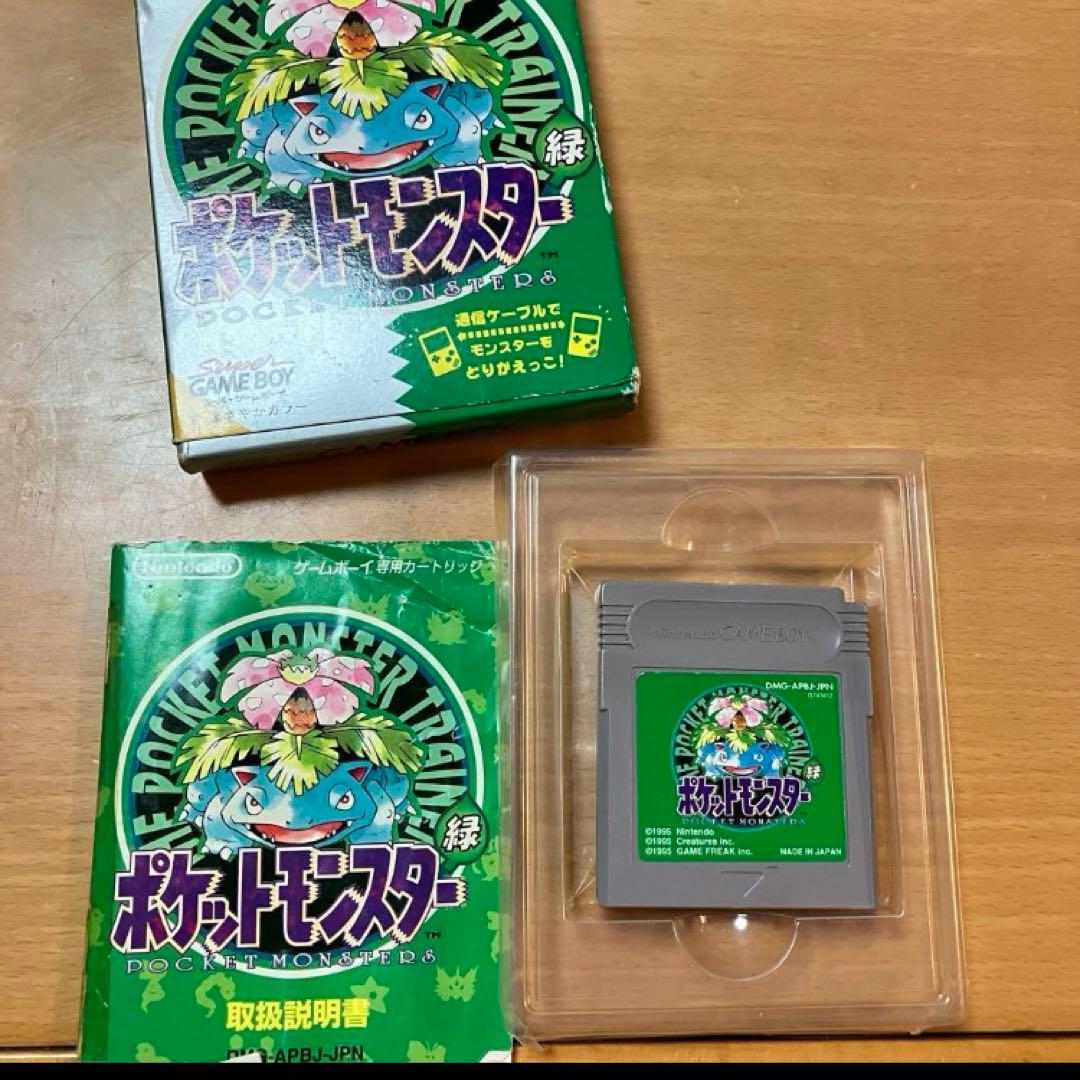 THE POCKET MONSTER TRAINER
緑
ポケットモンスター
TM
POCKET MONSTERS
通信ケーブルで
モンスターを
とりかえっこ!
Super
GAME BOY
Nintendo
ゲームボーイ専用カートリッジ
THE POCKET MONSTER TRAINER
緑
ポケットモンスター
TM
POCKET MONSTERS
取扱説明書
DMG-APBJ-JPN
Nintendo GAME BOY
DMG-APBJ-JPN
緑
ポケットモンスター
POCKET MONSTERS
©1995 Nintendo
©1995 Creatures inc.
©1995 GAME FREAK inc.
MADE IN JAPAN